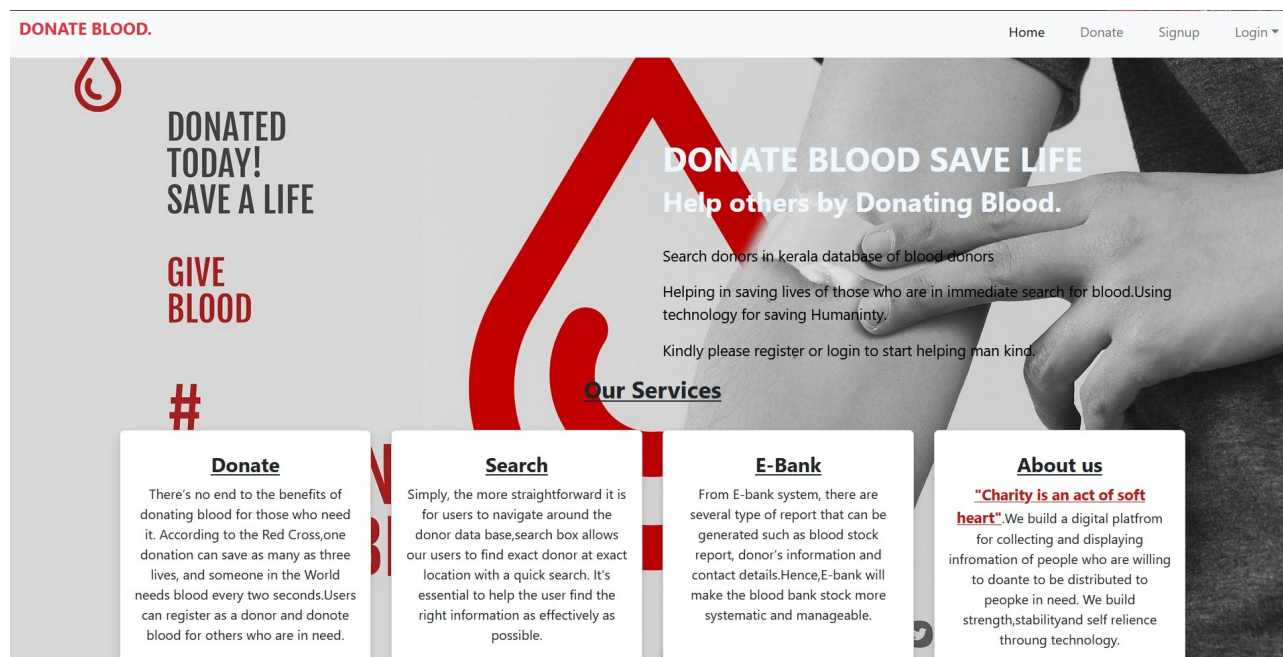 DONATE BLOOD.
Home Donate Signup Login
DONATED
TODAY!
SAVE A LIFE
GIVE
BLOOD
#
DONATE BLOOD SAVE LIFE
Help others by Donating Blood.
Search donors in kerala database of blood donors
Helping in saving lives of those who are in immediate search for blood.Using
technology for saving Humaninty.
Kindly please register or login to start helping man kind.
Our Services
Donate
There's no end to the benefits of
donating blood for those who need
it. According to the Red Cross,one
donation can save as many as three
lives, and someone in the World
needs blood every two seconds.Users
can register as a donor and donote
blood for others who are in need.
Search
Simply, the more straightforward it is
for users to navigate around the
donor data base,search box allows
our users to find exact donor at exact
location with a quick search. It's
essential to help the user find the
right information as effectively as
possible.
E-Bank
From E-bank system, there are
several type of report that can be
generated such as blood stock
report, donor's information and
contact details.Hence,E-bank will
make the blood bank stock more
systematic and manageable.
About us
"Charity is an act of soft
heart".We build a digital platfrom
for collecting and displaying
infromation of people who are willing
to doante to be distributed to
peopke in need. We build
strength,stabilityand self relience
throung technology.